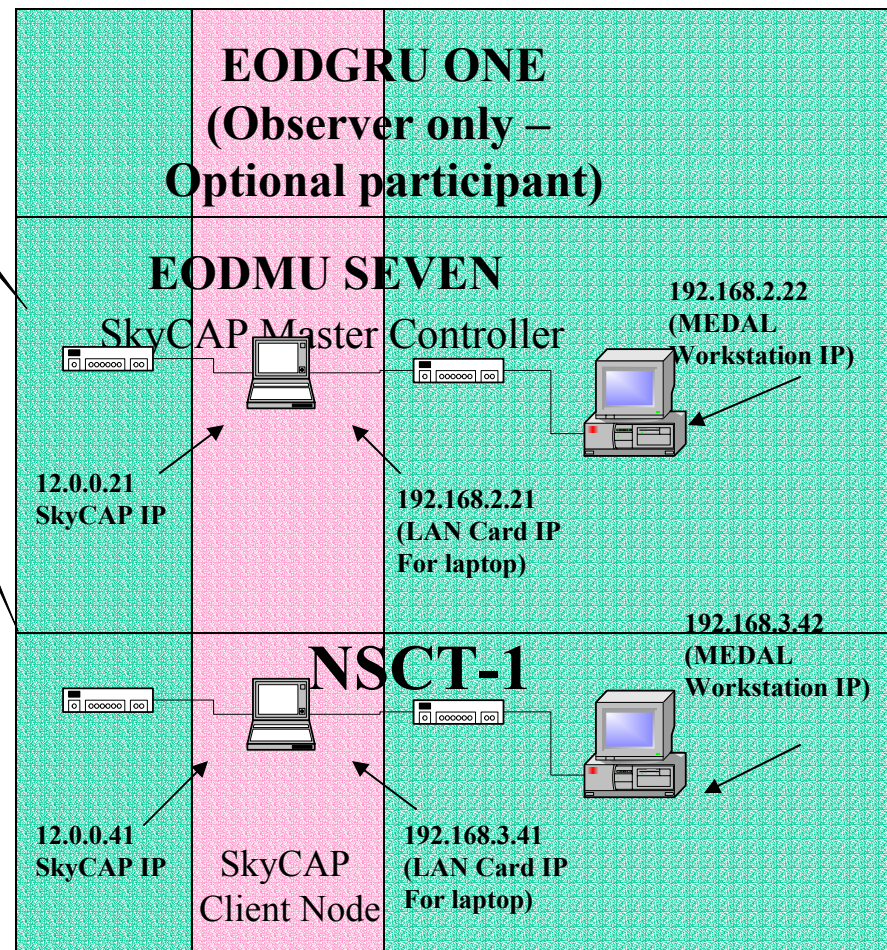 EODGRU ONE
(Observer only –
Optional participant)
EODMU SEVEN
SkyCAP Master Controller
192.168.2.22
(MEDAL
Workstation IP)
12.0.0.21
SkyCAP IP
192.168.2.21
(LAN Card IP
For laptop)
NSCT-1
192.168.3.42
(MEDAL
Workstation IP)
12.0.0.41
SkyCAP IP
SkyCAP
Client Node
192.168.3.41
(LAN Card IP
For laptop)